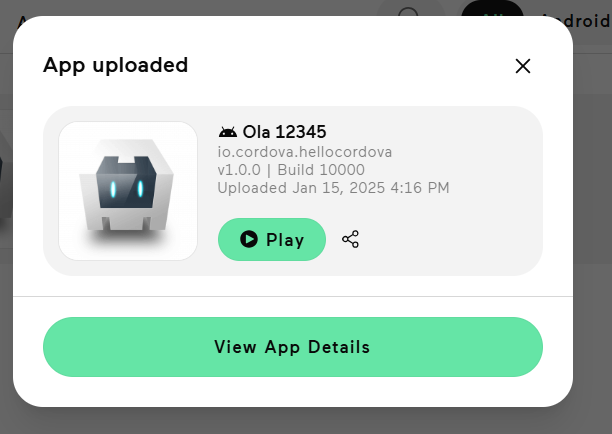 App uploaded
Ola 12345
io.cordova.hellocordova
v1.0.0 | Build 10000
Uploaded Jan 15, 2025 4:16 PM
Play
View App Details